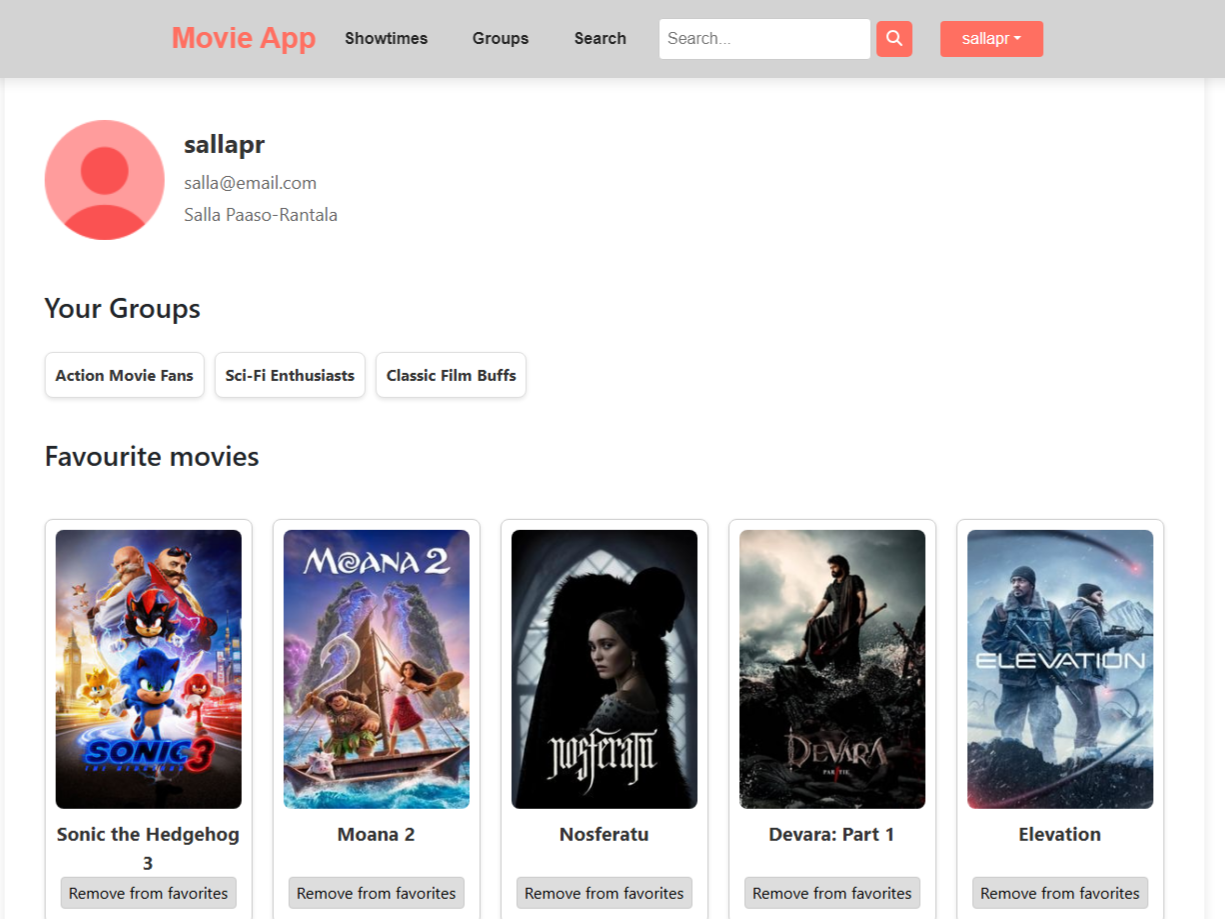 Movie App Showtimes Groups Search Search... sallapr
sallapr
salla@email.com
Salla Paaso-Rantala
Your Groups
Action Movie Fans Sci-Fi Enthusiasts Classic Film Buffs
Favourite movies
MOANA 2
ELEVATION
nosferatu
DEVARA
SONIC 3
THE HEDGEHOG
Sonic the Hedgehog Moana 2 Nosferatu Devara: Part 1 Elevation
3
Remove from favorites Remove from favorites Remove from favorites Remove from favorites Remove from favorites